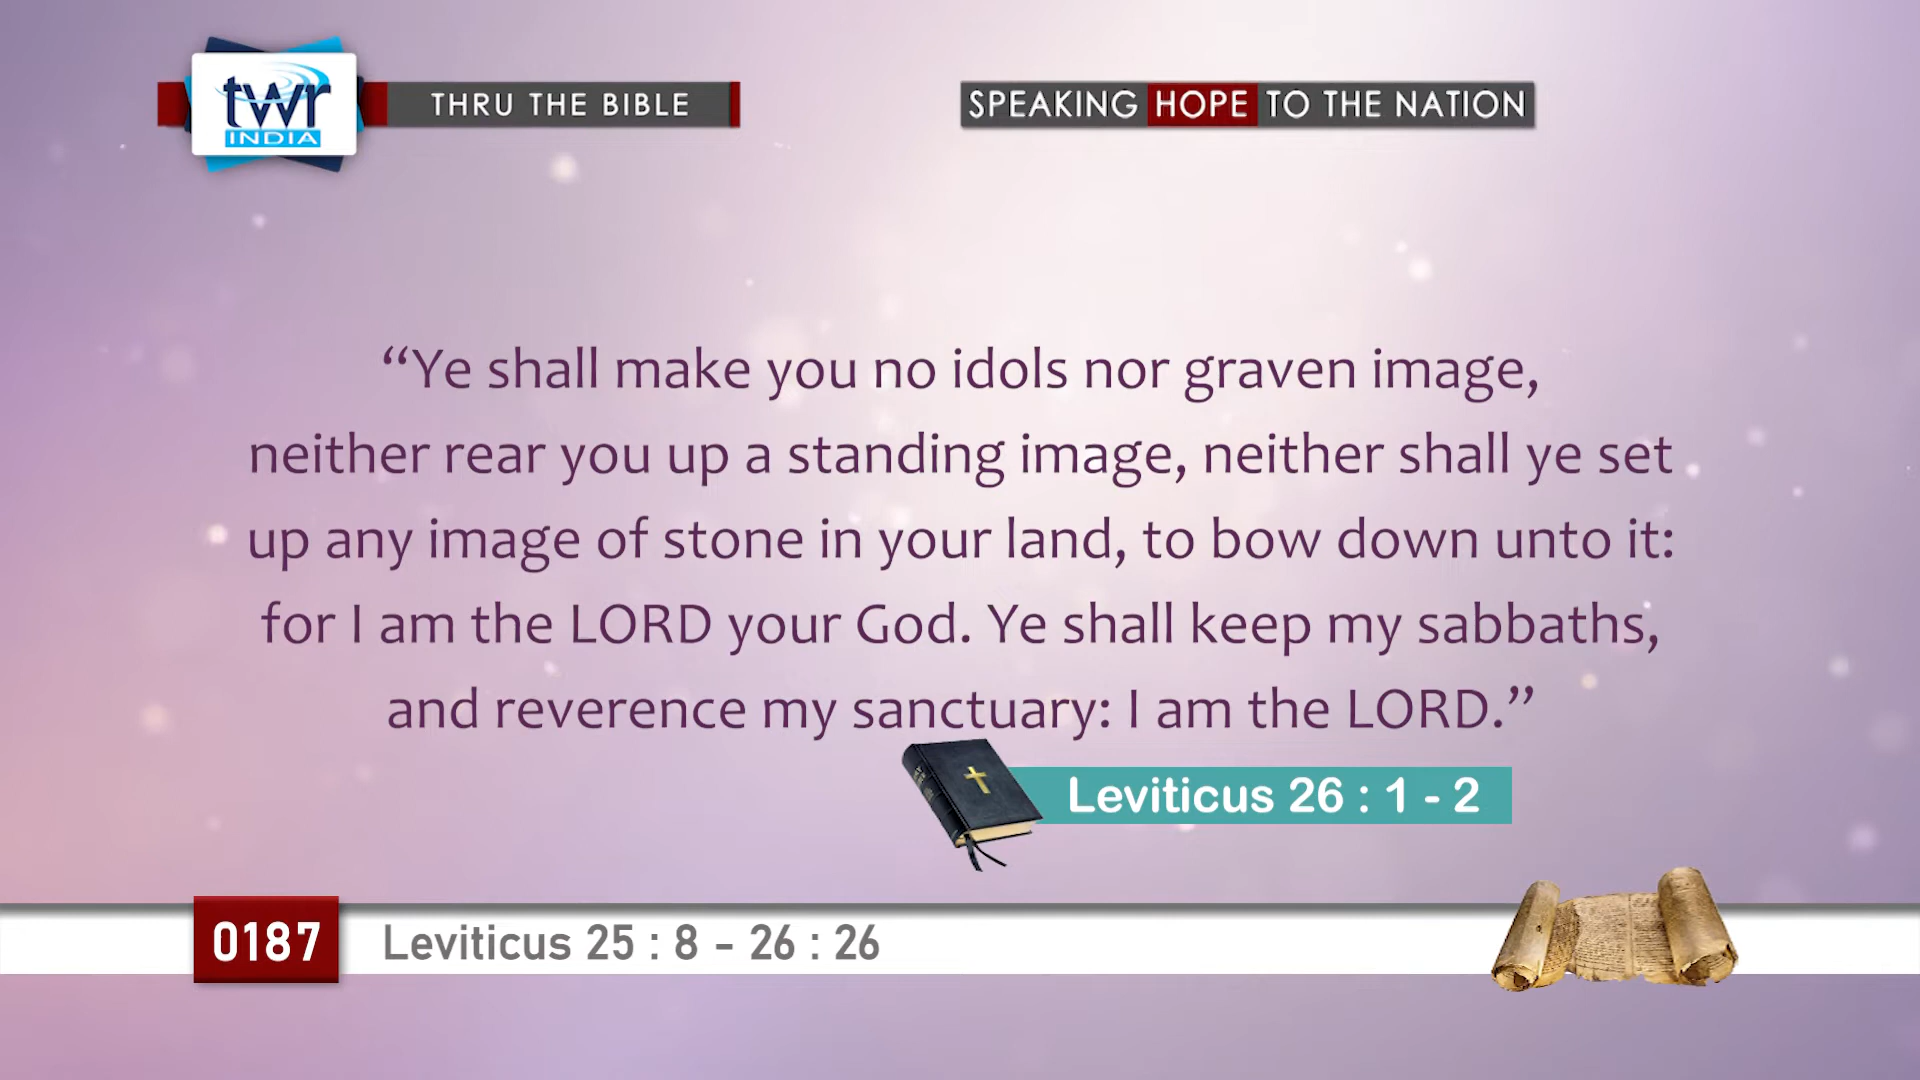 twr
INDIA
THRU THE BIBLE
SPEAKING HOPE TO THE NATION
“Ye shall make you no idols nor graven image,
neither rear you up a standing image, neither shall ye set
up any image of stone in your land, to bow down unto it:
for I am the LORD your God. Ye shall keep my sabbaths,
and reverence my sanctuary: I am the LORD.”
Leviticus 26 : 1 - 2
0187
Leviticus 25 : 8 - 26 : 26